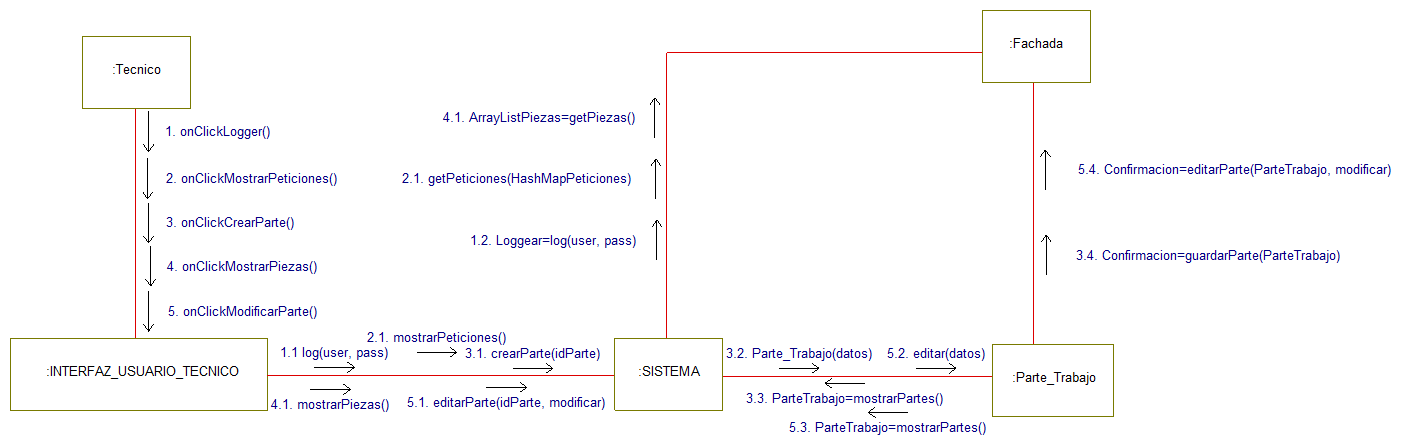 :Fachada
:Tecnico
4.1. ArrayListPiezas=getPiezas()
1. onClickLogger()
5.4. Confirmacion=editarParte(ParteTrabajo, modificar)
2. onClickMostrarPeticiones()
2.1. getPeticiones(HashMapPeticiones)
3. onClickCrearParte()
1.2. Loggear=log(user, pass)
3.4. Confirmacion=guardarParte(ParteTrabajo)
4. onClickMostrarPiezas()
5. onClickModificarParte()
2.1. mostrarPeticiones()
1.1 log(user, pass)
3.1. crearParte(idParte)
3.2. Parte_Trabajo(datos)
5.2. editar(datos)
:INTERFAZ_USUARIO_TECNICO
:SISTEMA
:Parte_Trabajo
4.1. mostrarPiezas()
5.1. editarParte(idParte, modificar)
3.3. ParteTrabajo=mostrarPartes()
5.3. ParteTrabajo=mostrarPartes()